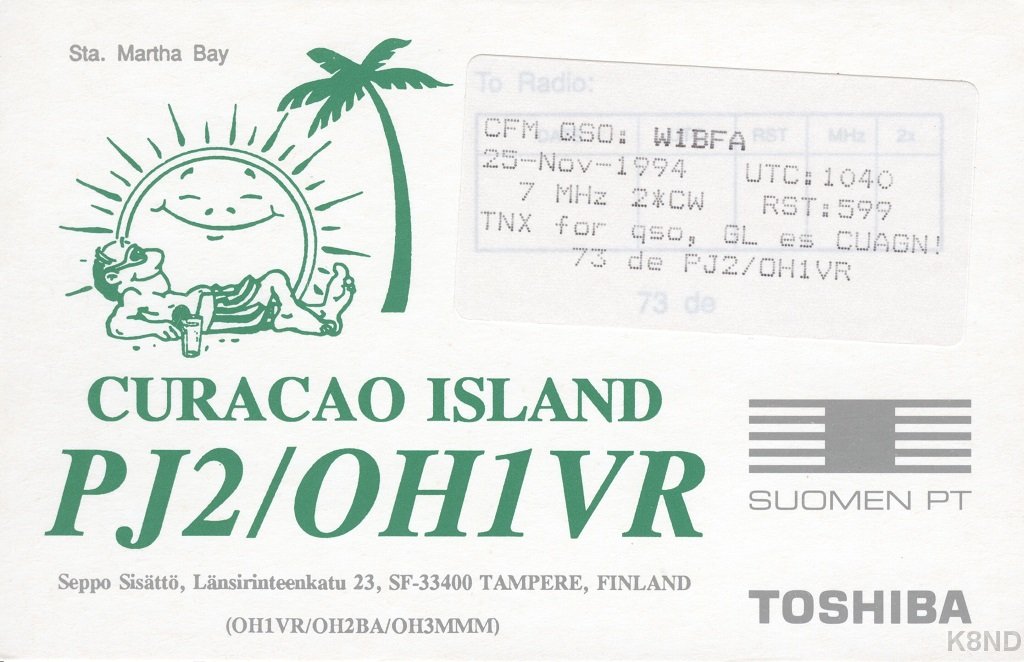 Sta. Martha Bay
To Radio:
DATE UTC RST MHz 2x
CFM QSO: W1BFA
25-Nov-1994 UTC:1040
7 MHz 2*CW RST:599
TNX for qso, GL es CUAGN!
73 de PJ2/OH1VR
73 de
CURACAO ISLAND
PJ2/OH1VR
SUOMEN PT
Seppo Sisättö, Länsirinteenkatu 23, SF-33400 TAMPERE, FINLAND
(OH1VR/OH2BA/OH3MMM)
TOSHIBA
K8ND